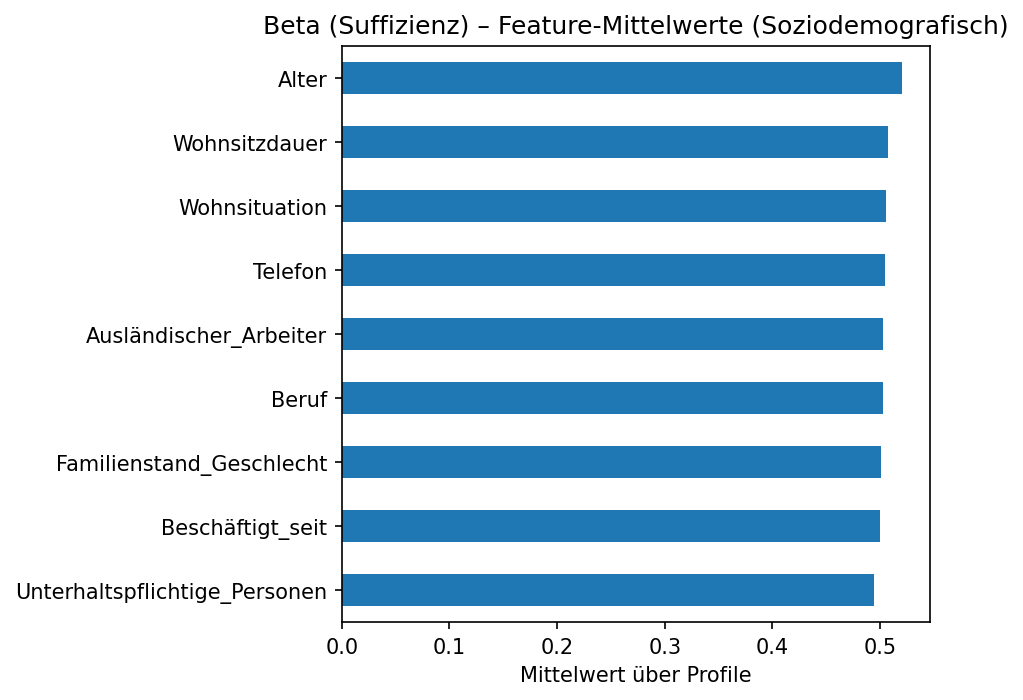 Beta (Suffizienz) – Feature-Mittelwerte (Soziodemografisch)
Alter
Wohnsitzdauer
Wohnsituation
Telefon
Ausländischer_Arbeiter
Beruf
Familienstand_Geschlecht
Beschäftigt_seit
Unterhaltspflichtige_Personen
0.0 0.1 0.2 0.3 0.4 0.5
Mittelwert über Profile